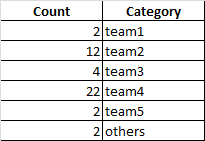 Count Category
2 team1
12 team2
4 team3
22 team4
2 team5
2 others